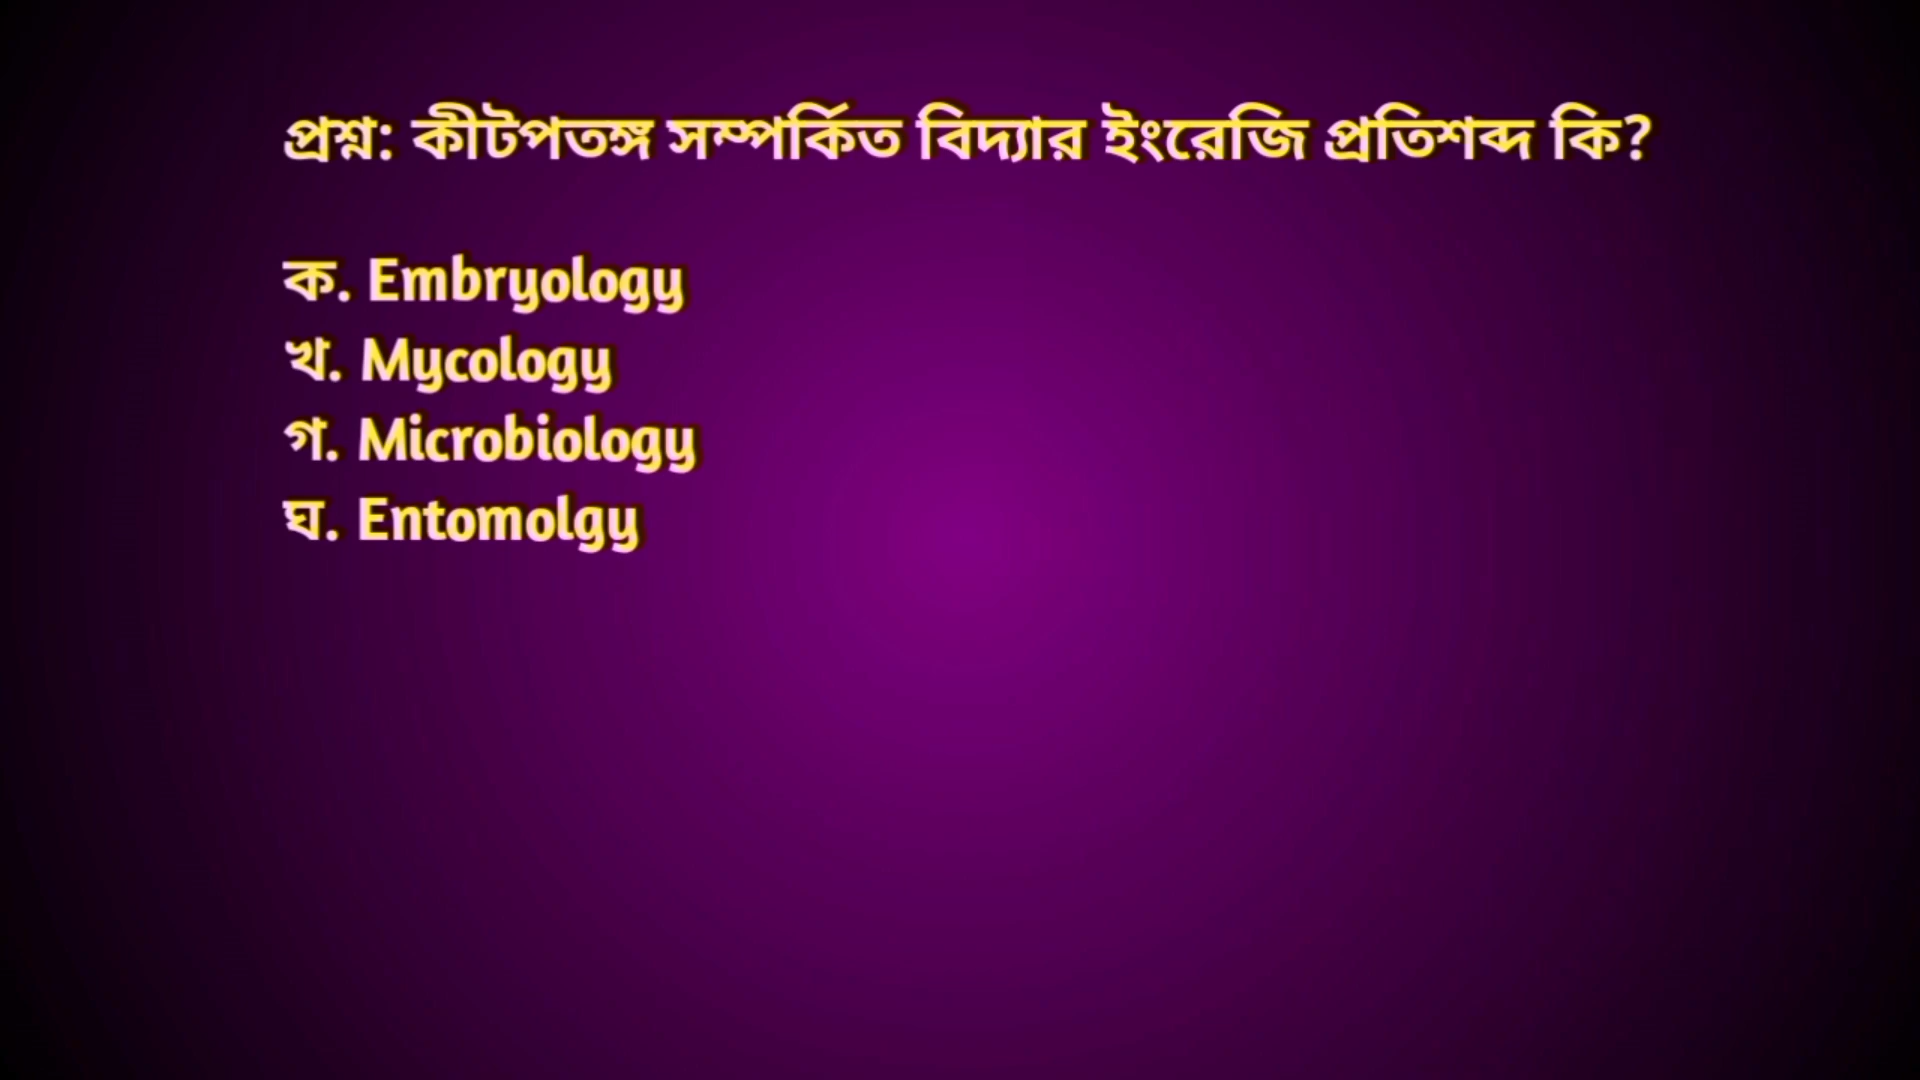 প্রশ্ন: কীটপতঙ্গ সম্পর্কিত বিদ্যার ইংরেজি প্রতিশব্দ কি?
ক. Embryology
খ. Mycology
গ. Microbiology
ঘ. Entomolgy